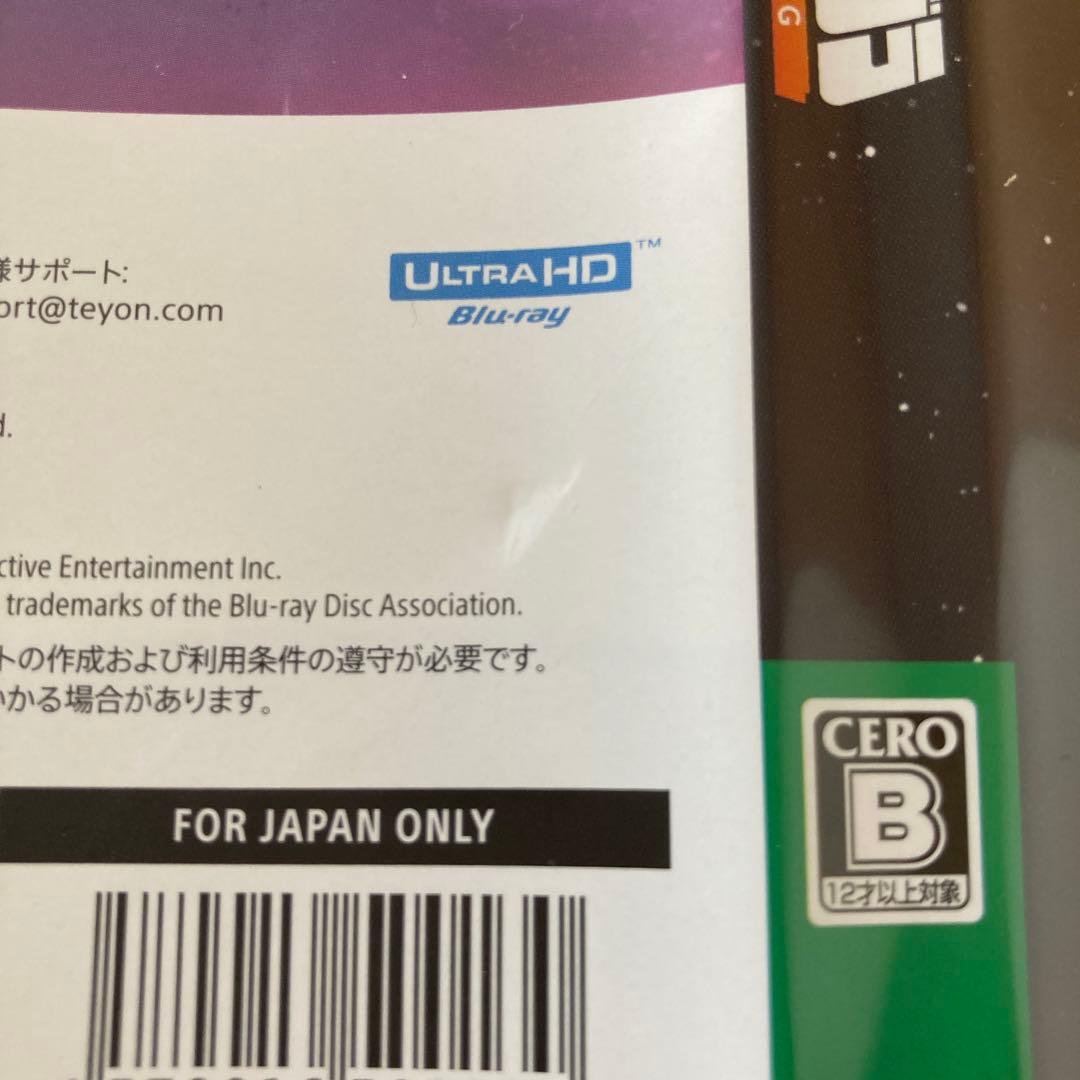 様サポート:
ort@teyon.com
ULTRA HD™
Blu-ray
d.
ctive Entertainment Inc.
trademarks of the Blu-ray Disc Association.
トの作成および利用条件の遵守が必要です。
かる場合があります。
FOR JAPAN ONLY
G
ラ
CERO
B
12才以上対象